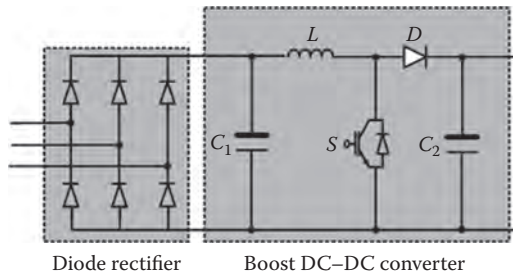 L
D
C1
S
C2
Diode rectifier
Boost DC–DC converter